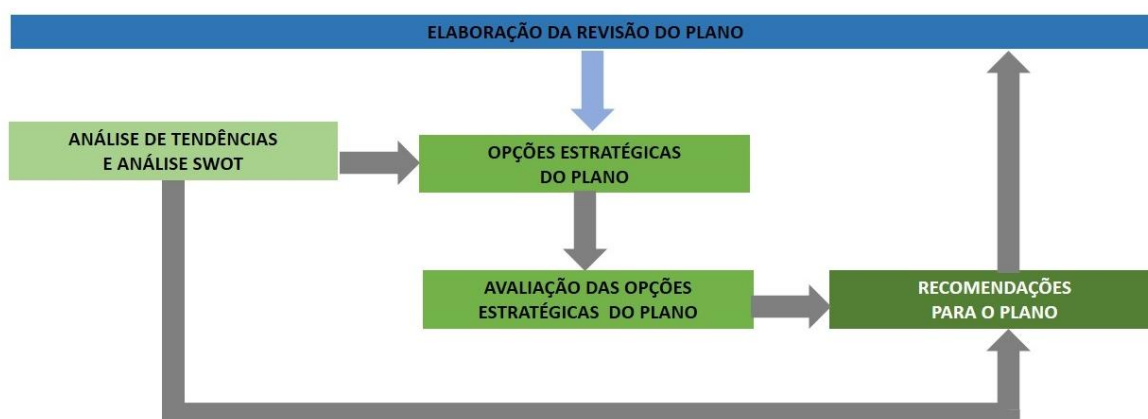 ELABORAÇÃO DA REVISÃO DO PLANO
ANÁLISE DE TENDÊNCIAS
E ANÁLISE SWOT
OPÇÕES ESTRATÉGICAS
DO PLANO
AVALIAÇÃO DAS OPÇÕES
ESTRATÉGICAS DO PLANO
RECOMENDAÇÕES
PARA O PLANO